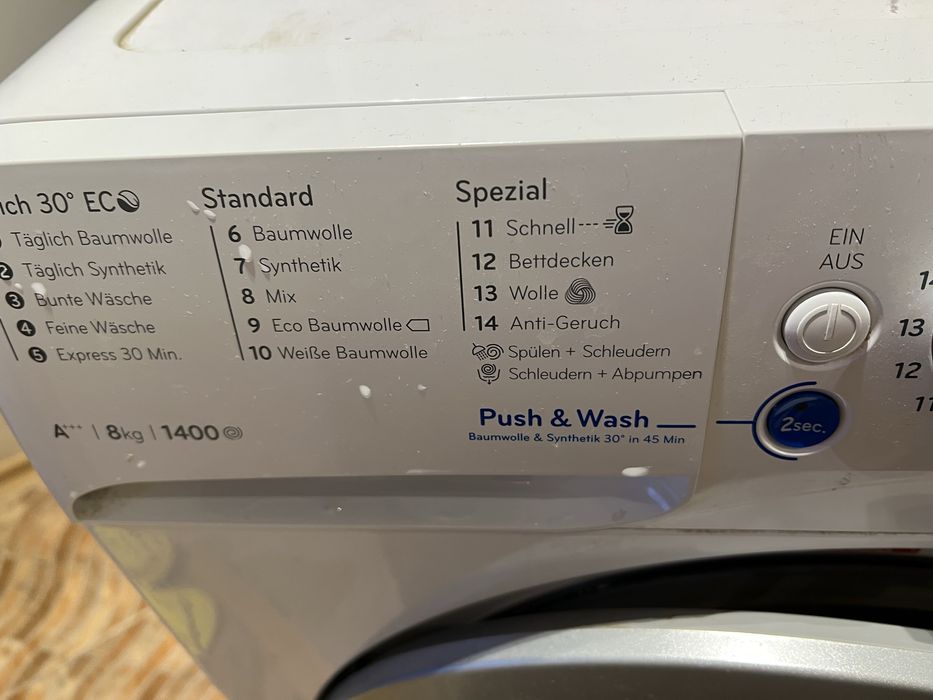 30° ECO
Täglich Baumwolle
2 Täglich Synthetik
3 Bunte Wäsche
4 Feine Wäsche
5 Express 30 Min.
A+++ | 8kg | 1400
Standard
6 Baumwolle
7 Synthetik
8 Mix
9 Eco Baumwolle
10 Weiße Baumwolle
Spezial
11 Schnell
12 Bettdecken
13 Wolle
14 Anti-Geruch
Spülen + Schleudern
Schleudern + Abpumpen
Push & Wash
Baumwolle & Synthetik 30° in 45 Min
EIN
AUS
2sec.
13
12
11